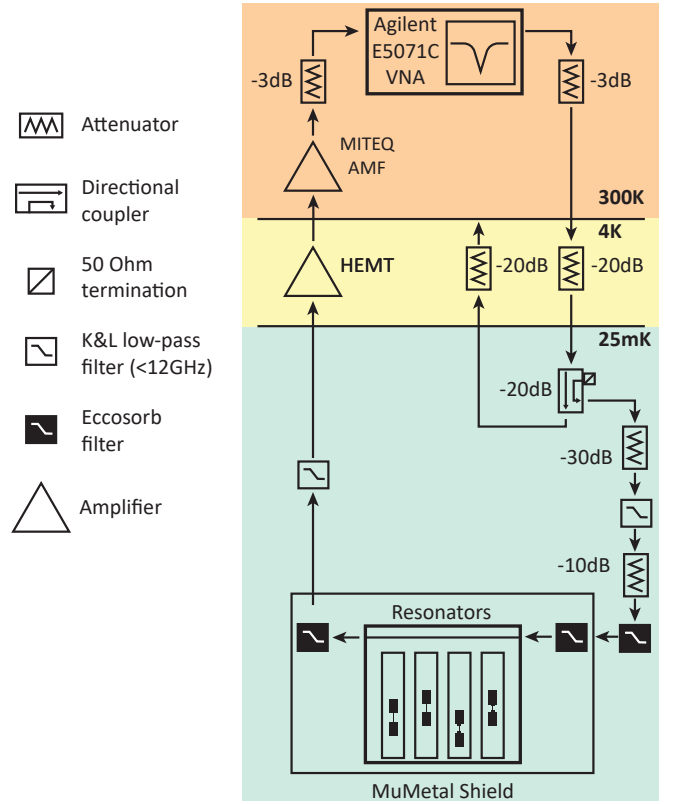 Attenuator
Directional
coupler
50 Ohm
termination
K&L low-pass
filter (<12GHz)
Eccosorb
filter
Amplifier
Agilent
E5071C
VNA
-3dB
-3dB
MITEQ
AMF
300K
4K
HEMT
-20dB
-20dB
25mK
-20dB
-30dB
-10dB
Resonators
MuMetal Shield